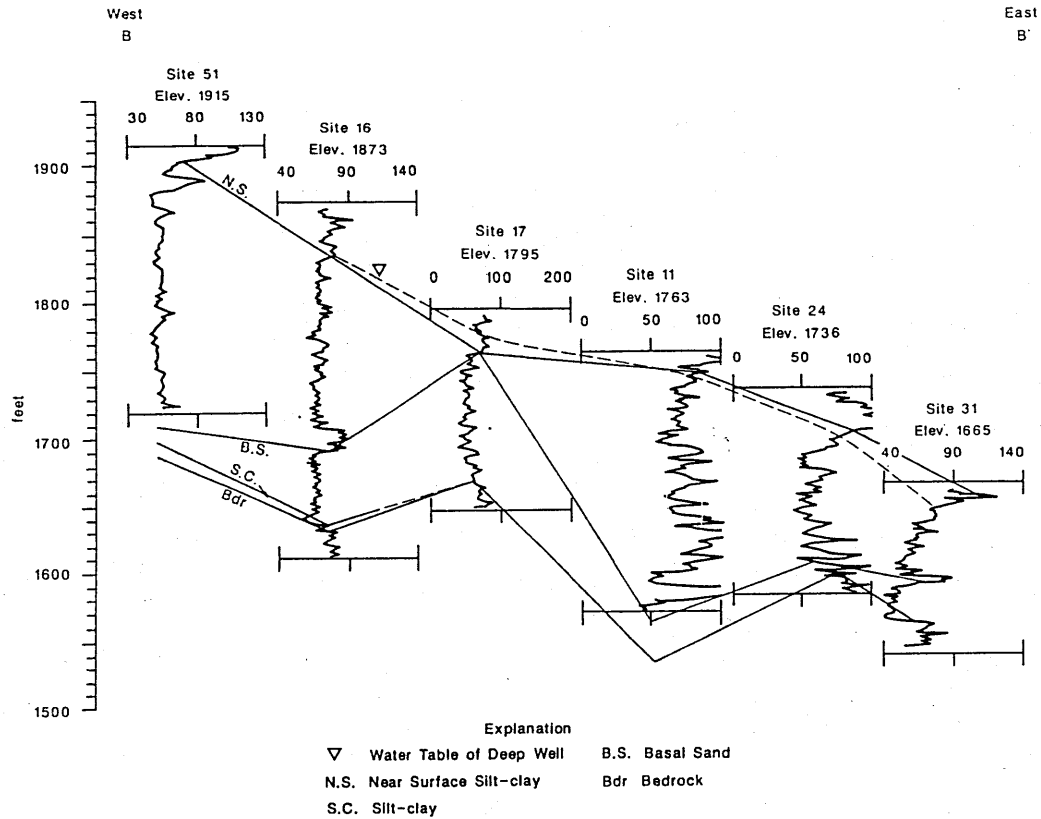 West
B
East
B'
Site 51
Elev. 1915
30 80 130
Site 16
Elev. 1873
40 90 140
Site 17
Elev. 1795
0 100 200
Site 11
Elev. 1763
0 50 100
Site 24
Elev. 1736
0 50 100
Site 31
Elev. 1665
40 90 140
feet
1900
1800
1700
1600
1500
N.S.
B.S.
S.C.
Bdr
Explanation
▽ Water Table of Deep Well
B.S. Basal Sand
N.S. Near Surface Silt-clay
Bdr Bedrock
S.C. Silt-clay